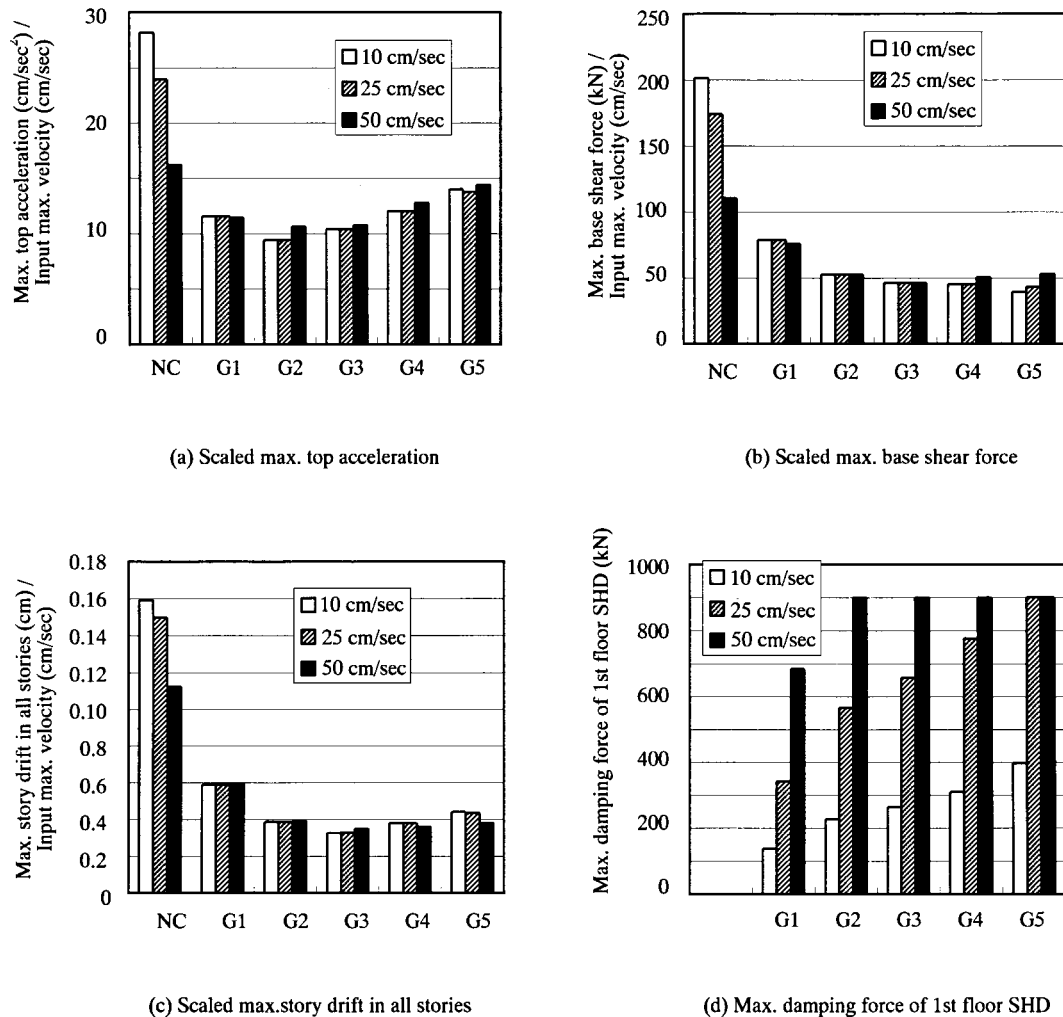 Max. top acceleration (cm/sec²) /
Input max. velocity (cm/sec)
30
20
10
0
10 cm/sec
25 cm/sec
50 cm/sec
NC G1 G2 G3 G4 G5
(a) Scaled max. top acceleration
Max. base shear force (kN) /
Input max. velocity (cm/sec)
250
200
150
100
50
0
10 cm/sec
25 cm/sec
50 cm/sec
NC G1 G2 G3 G4 G5
(b) Scaled max. base shear force
Max. story drift in all stories (cm) /
Input max. velocity (cm/sec)
0.18
0.16
0.14
0.12
0.10
0.8
0.6
0.4
0.2
0
10 cm/sec
25 cm/sec
50 cm/sec
NC G1 G2 G3 G4 G5
(c) Scaled max.story drift in all stories
Max. damping force of 1st floor SHD (kN)
1000
800
600
400
200
0
10 cm/sec
25 cm/sec
50 cm/sec
G1 G2 G3 G4 G5
(d) Max. damping force of 1st floor SHD